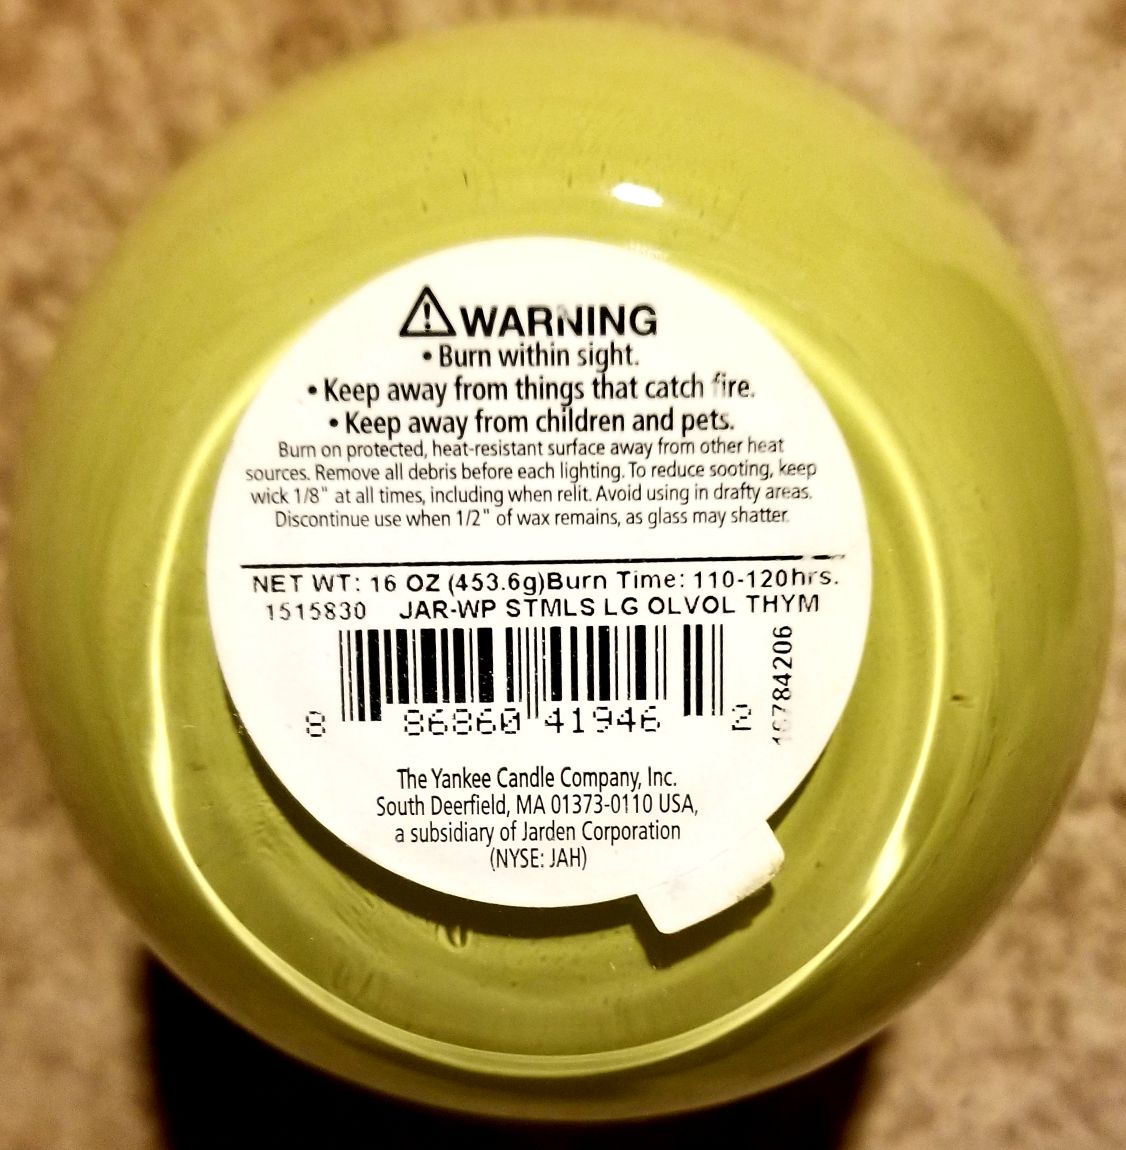 WARNING
• Burn within sight.
• Keep away from things that catch fire.
• Keep away from children and pets.
Burn on protected, heat-resistant surface away from other heat
sources. Remove all debris before each lighting. To reduce sooting, keep
wick 1/8" at all times, including when relit. Avoid using in drafty areas.
Discontinue use when 1/2" of wax remains, as glass may shatter.
NET WT: 16 OZ (453.6g)Burn Time: 110-120hrs.
1515830 JAR-WP STMLS LG OLVOL THYM
8 86860 41946 2
The Yankee Candle Company, Inc.
South Deerfield, MA 01373-0110 USA,
a subsidiary of Jarden Corporation
(NYSE: JAH)